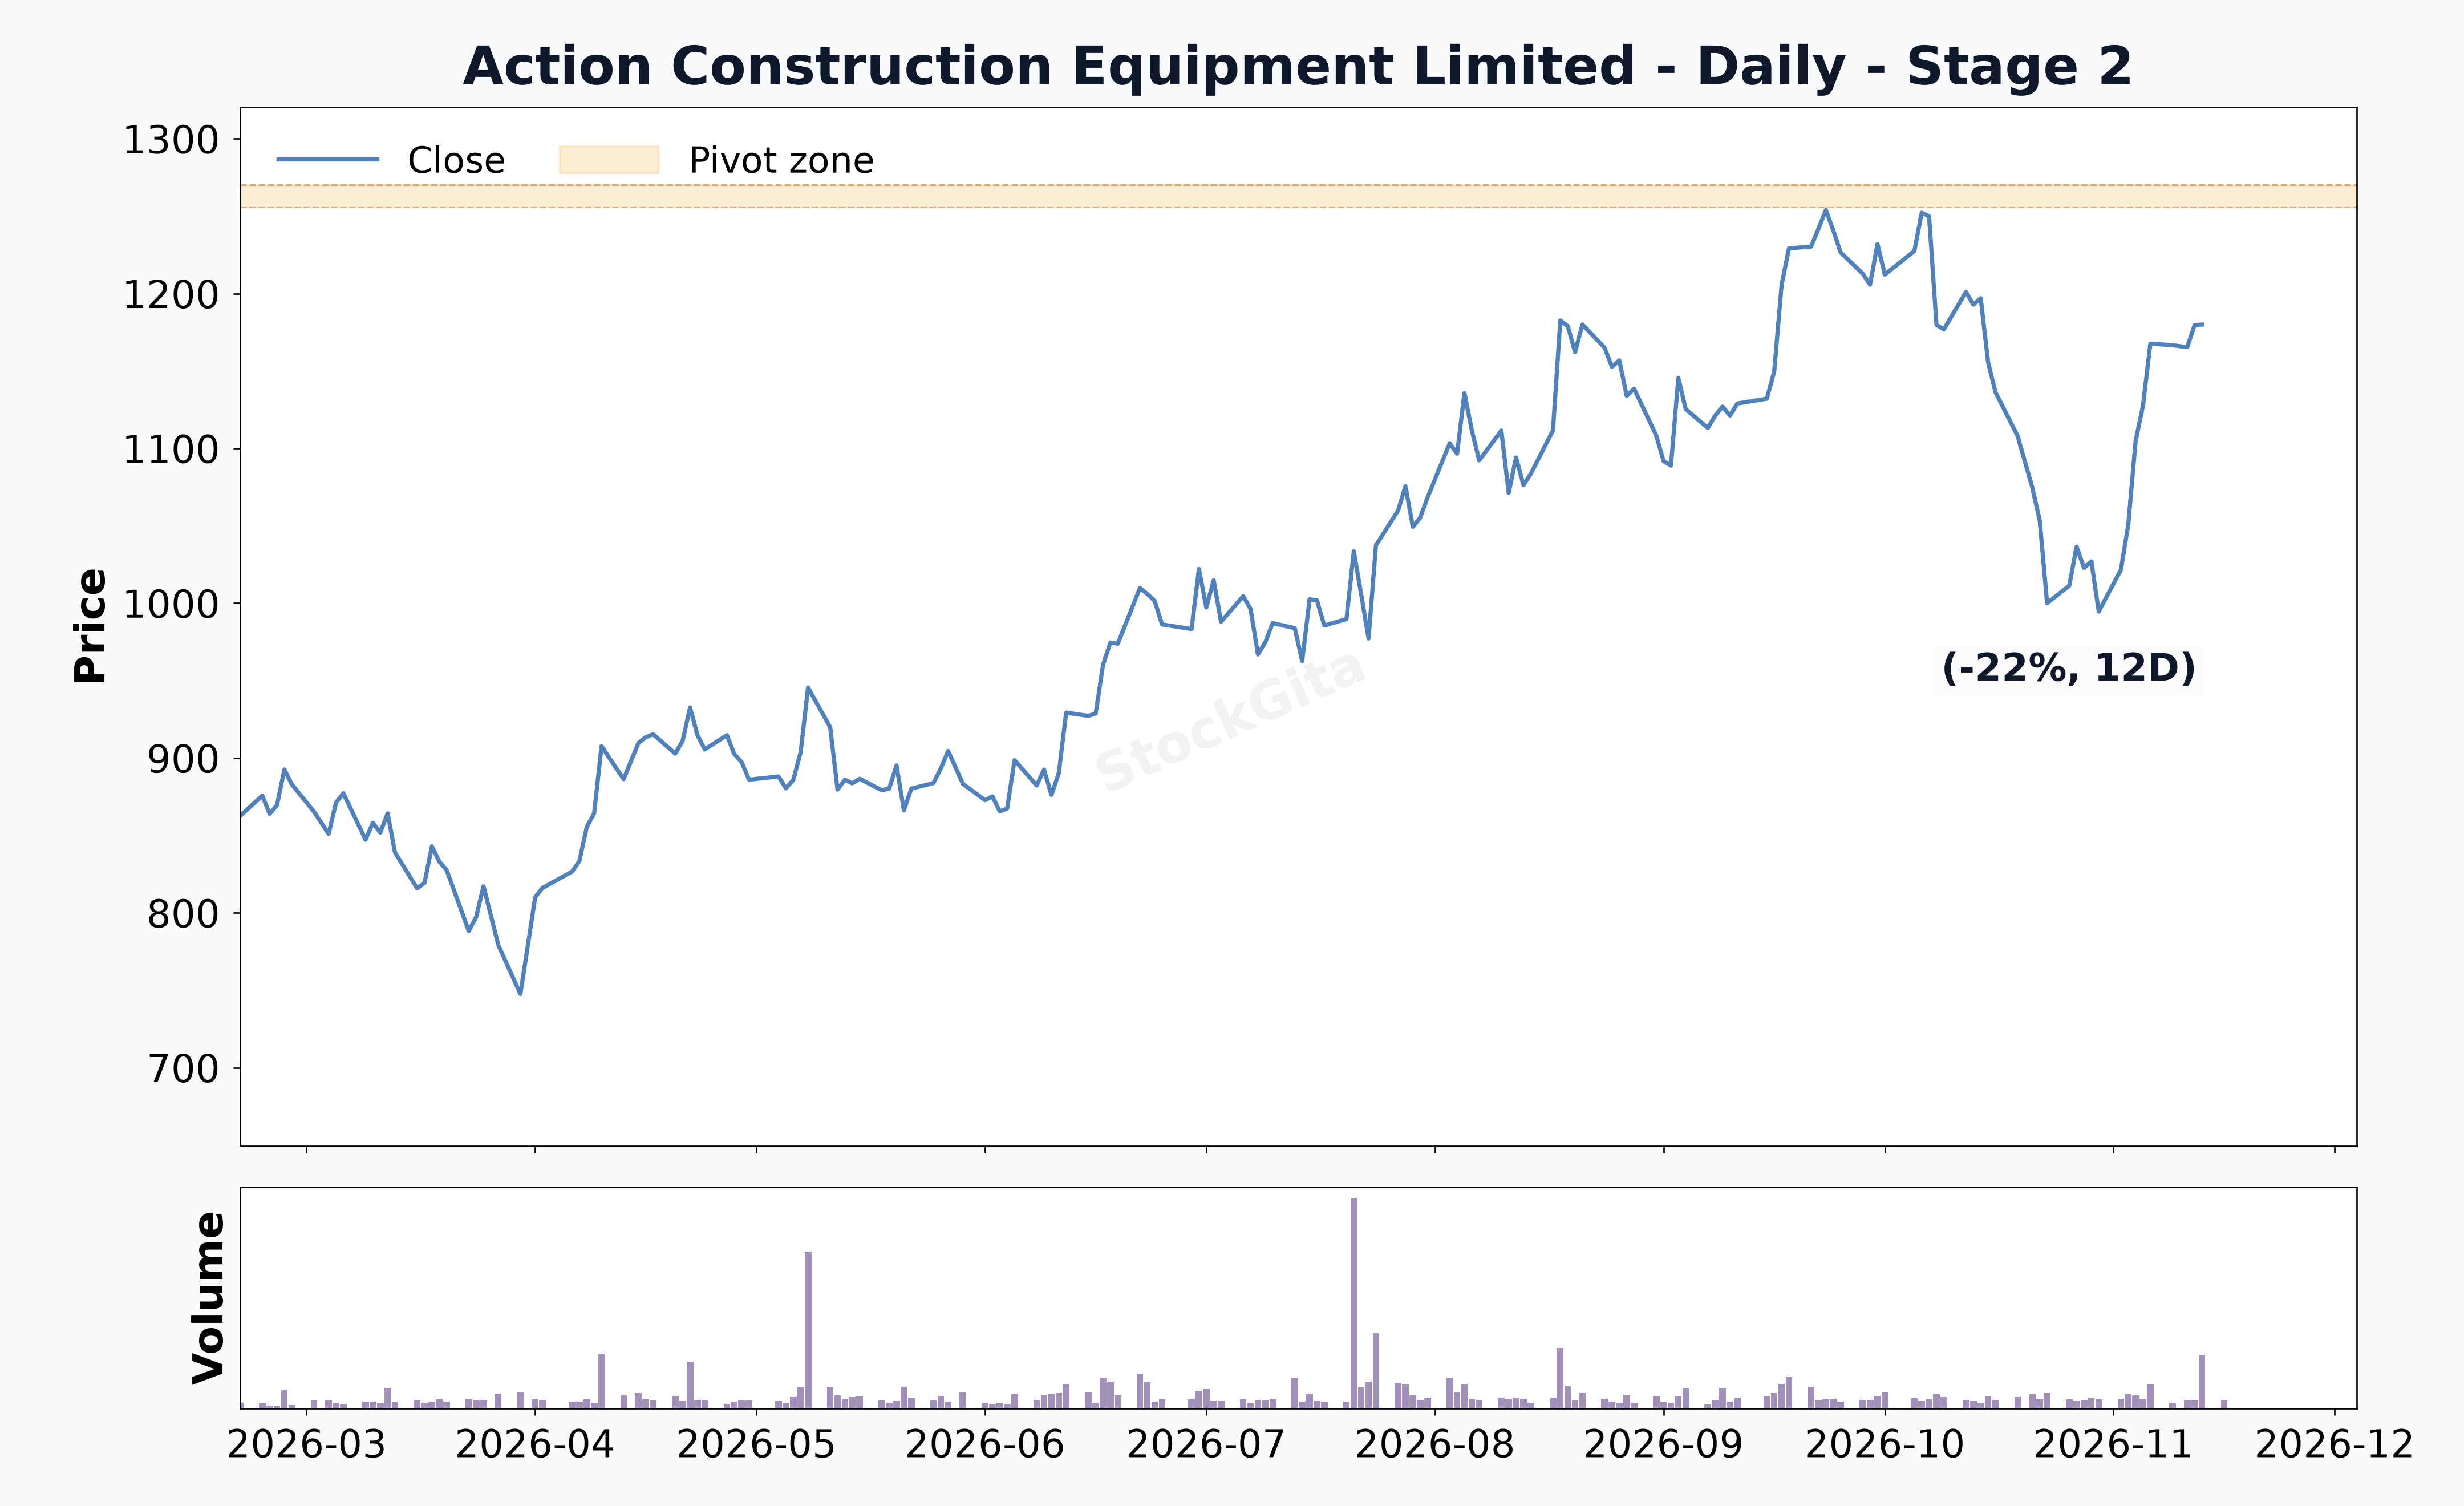 Action Construction Equipment Limited - Daily - Stage 2
Close
Pivot zone
1300
1200
1100
1000
900
800
700
Price
(-22%, 12D)
StockGita
Volume
2026-03
2026-04
2026-05
2026-06
2026-07
2026-08
2026-09
2026-10
2026-11
2026-12